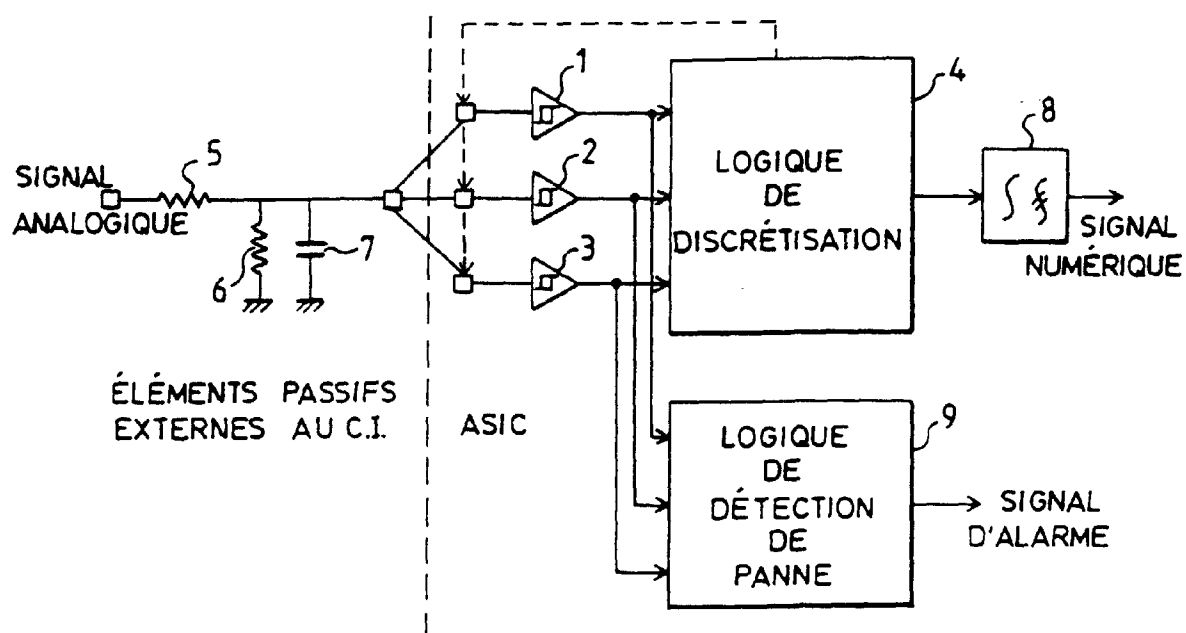 1
4
8
2
3
5
6
7
9
SIGNAL
ANALOGIQUE
LOGIQUE
DE
DISCRÉTISATION
SIGNAL
NUMÉRIQUE
ÉLÉMENTS PASSIFS
EXTERNES AU C.I.
ASIC
LOGIQUE
DE
DÉTECTION
DE
PANNE
SIGNAL
D'ALARME